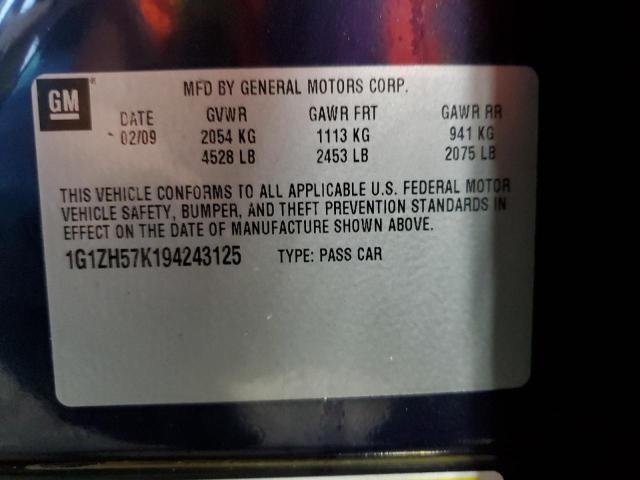 GM ®
MFD BY GENERAL MOTORS CORP.
DATE GVWR GAWR FRT GAWR RR
02/09 2054 KG 1113 KG 941 KG
4528 LB 2453 LB 2075 LB
THIS VEHICLE CONFORMS TO ALL APPLICABLE U.S. FEDERAL MOTOR
VEHICLE SAFETY, BUMPER, AND THEFT PREVENTION STANDARDS IN
EFFECT ON THE DATE OF MANUFACTURE SHOWN ABOVE.
1G1ZH57K194243125 TYPE: PASS CAR